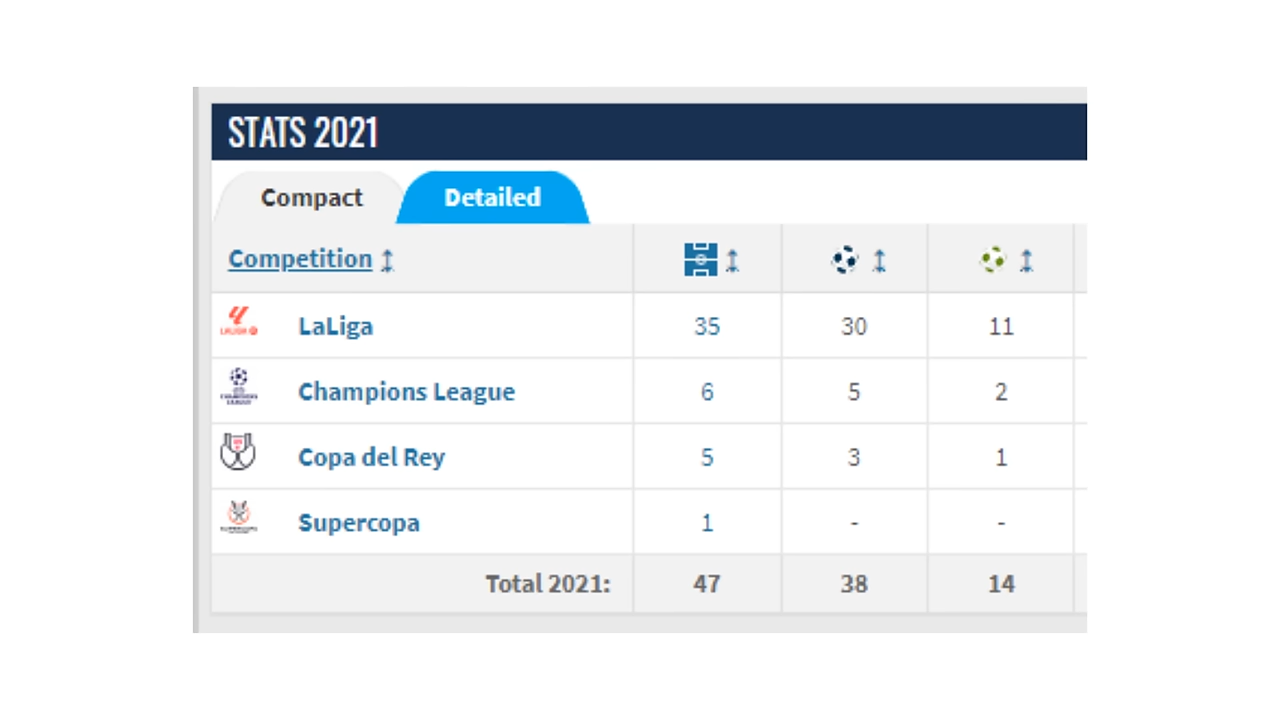 STATS 2021
Compact Detailed
Competition
LaLiga 35 30 11
Champions League 6 5 2
Copa del Rey 5 3 1
Supercopa 1 - -
Total 2021: 47 38 14